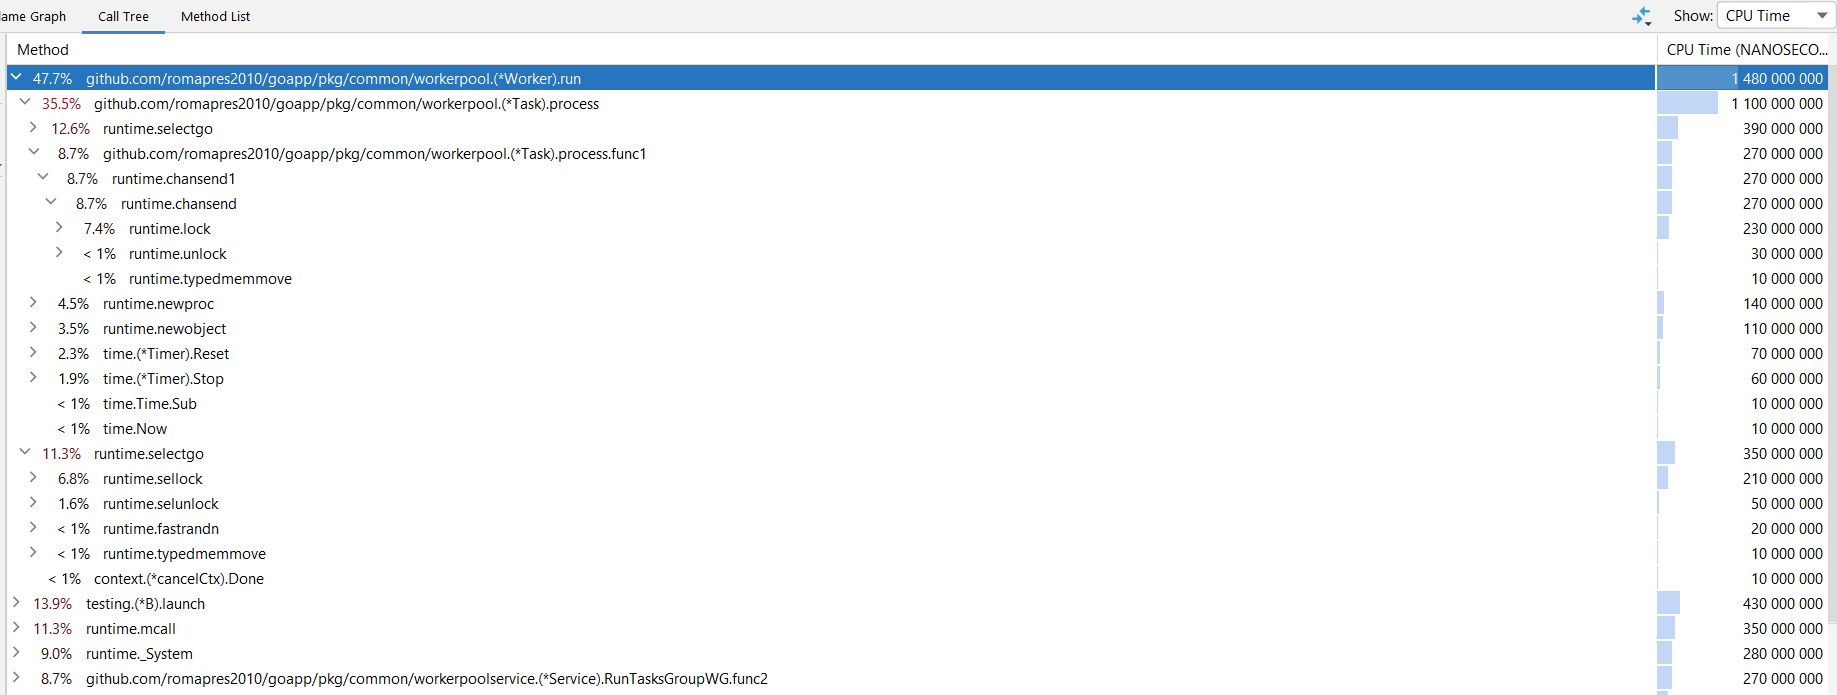 ame Graph Call Tree Method List Show: CPU Time
Method CPU Time (NANOSECO...
47.7% github.com/romapres2010/goapp/pkg/common/workerpool.(*Worker).run 1 480 000 000
35.5% github.com/romapres2010/goapp/pkg/common/workerpool.(*Task).process 1 100 000 000
12.6% runtime.selectgo 390 000 000
8.7% github.com/romapres2010/goapp/pkg/common/workerpool.(*Task).process.func1 270 000 000
8.7% runtime.chansend1 270 000 000
8.7% runtime.chansend 270 000 000
7.4% runtime.lock 230 000 000
< 1% runtime.unlock 30 000 000
< 1% runtime.typedmemmove 10 000 000
4.5% runtime.newproc 140 000 000
3.5% runtime.newobject 110 000 000
2.3% time.(*Timer).Reset 70 000 000
1.9% time.(*Timer).Stop 60 000 000
< 1% time.Time.Sub 10 000 000
< 1% time.Now 10 000 000
11.3% runtime.selectgo 350 000 000
6.8% runtime.sellock 210 000 000
1.6% runtime.selunlock 50 000 000
< 1% runtime.fastrandn 20 000 000
< 1% runtime.typedmemmove 10 000 000
< 1% context.(*cancelCtx).Done 10 000 000
13.9% testing.(*B).launch 430 000 000
11.3% runtime.mcall 350 000 000
9.0% runtime._System 280 000 000
8.7% github.com/romapres2010/goapp/pkg/common/workerpoolservice.(*Service).RunTasksGroupWG.func2 270 000 000